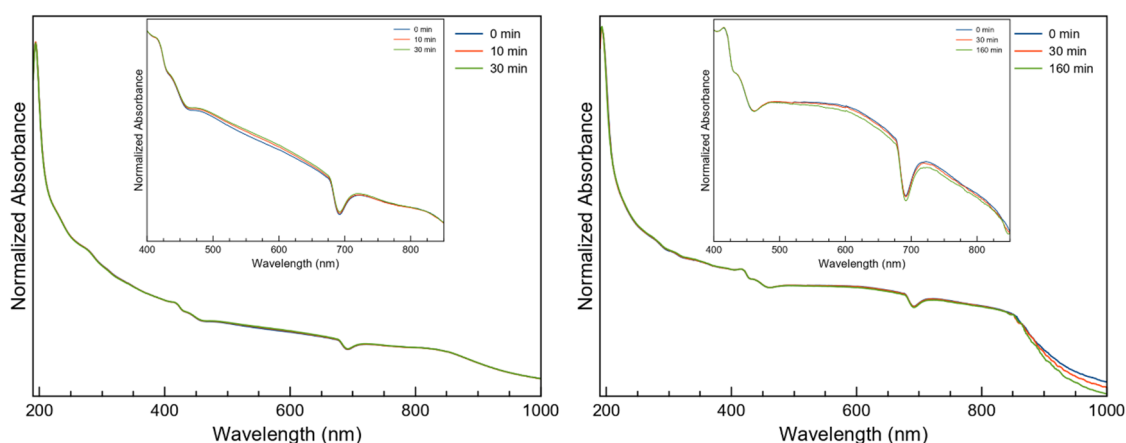 0 min
10 min
30 min
0 min
10 min
30 min
Normalized Absorbance
400 500 600 700 800
Wavelength (nm)
Normalized Absorbance
200 400 600 800 1000
Wavelength (nm)
0 min
30 min
160 min
0 min
30 min
160 min
Normalized Absorbance
400 500 600 700 800
Wavelength (nm)
Normalized Absorbance
200 400 600 800 1000
Wavelength (nm)